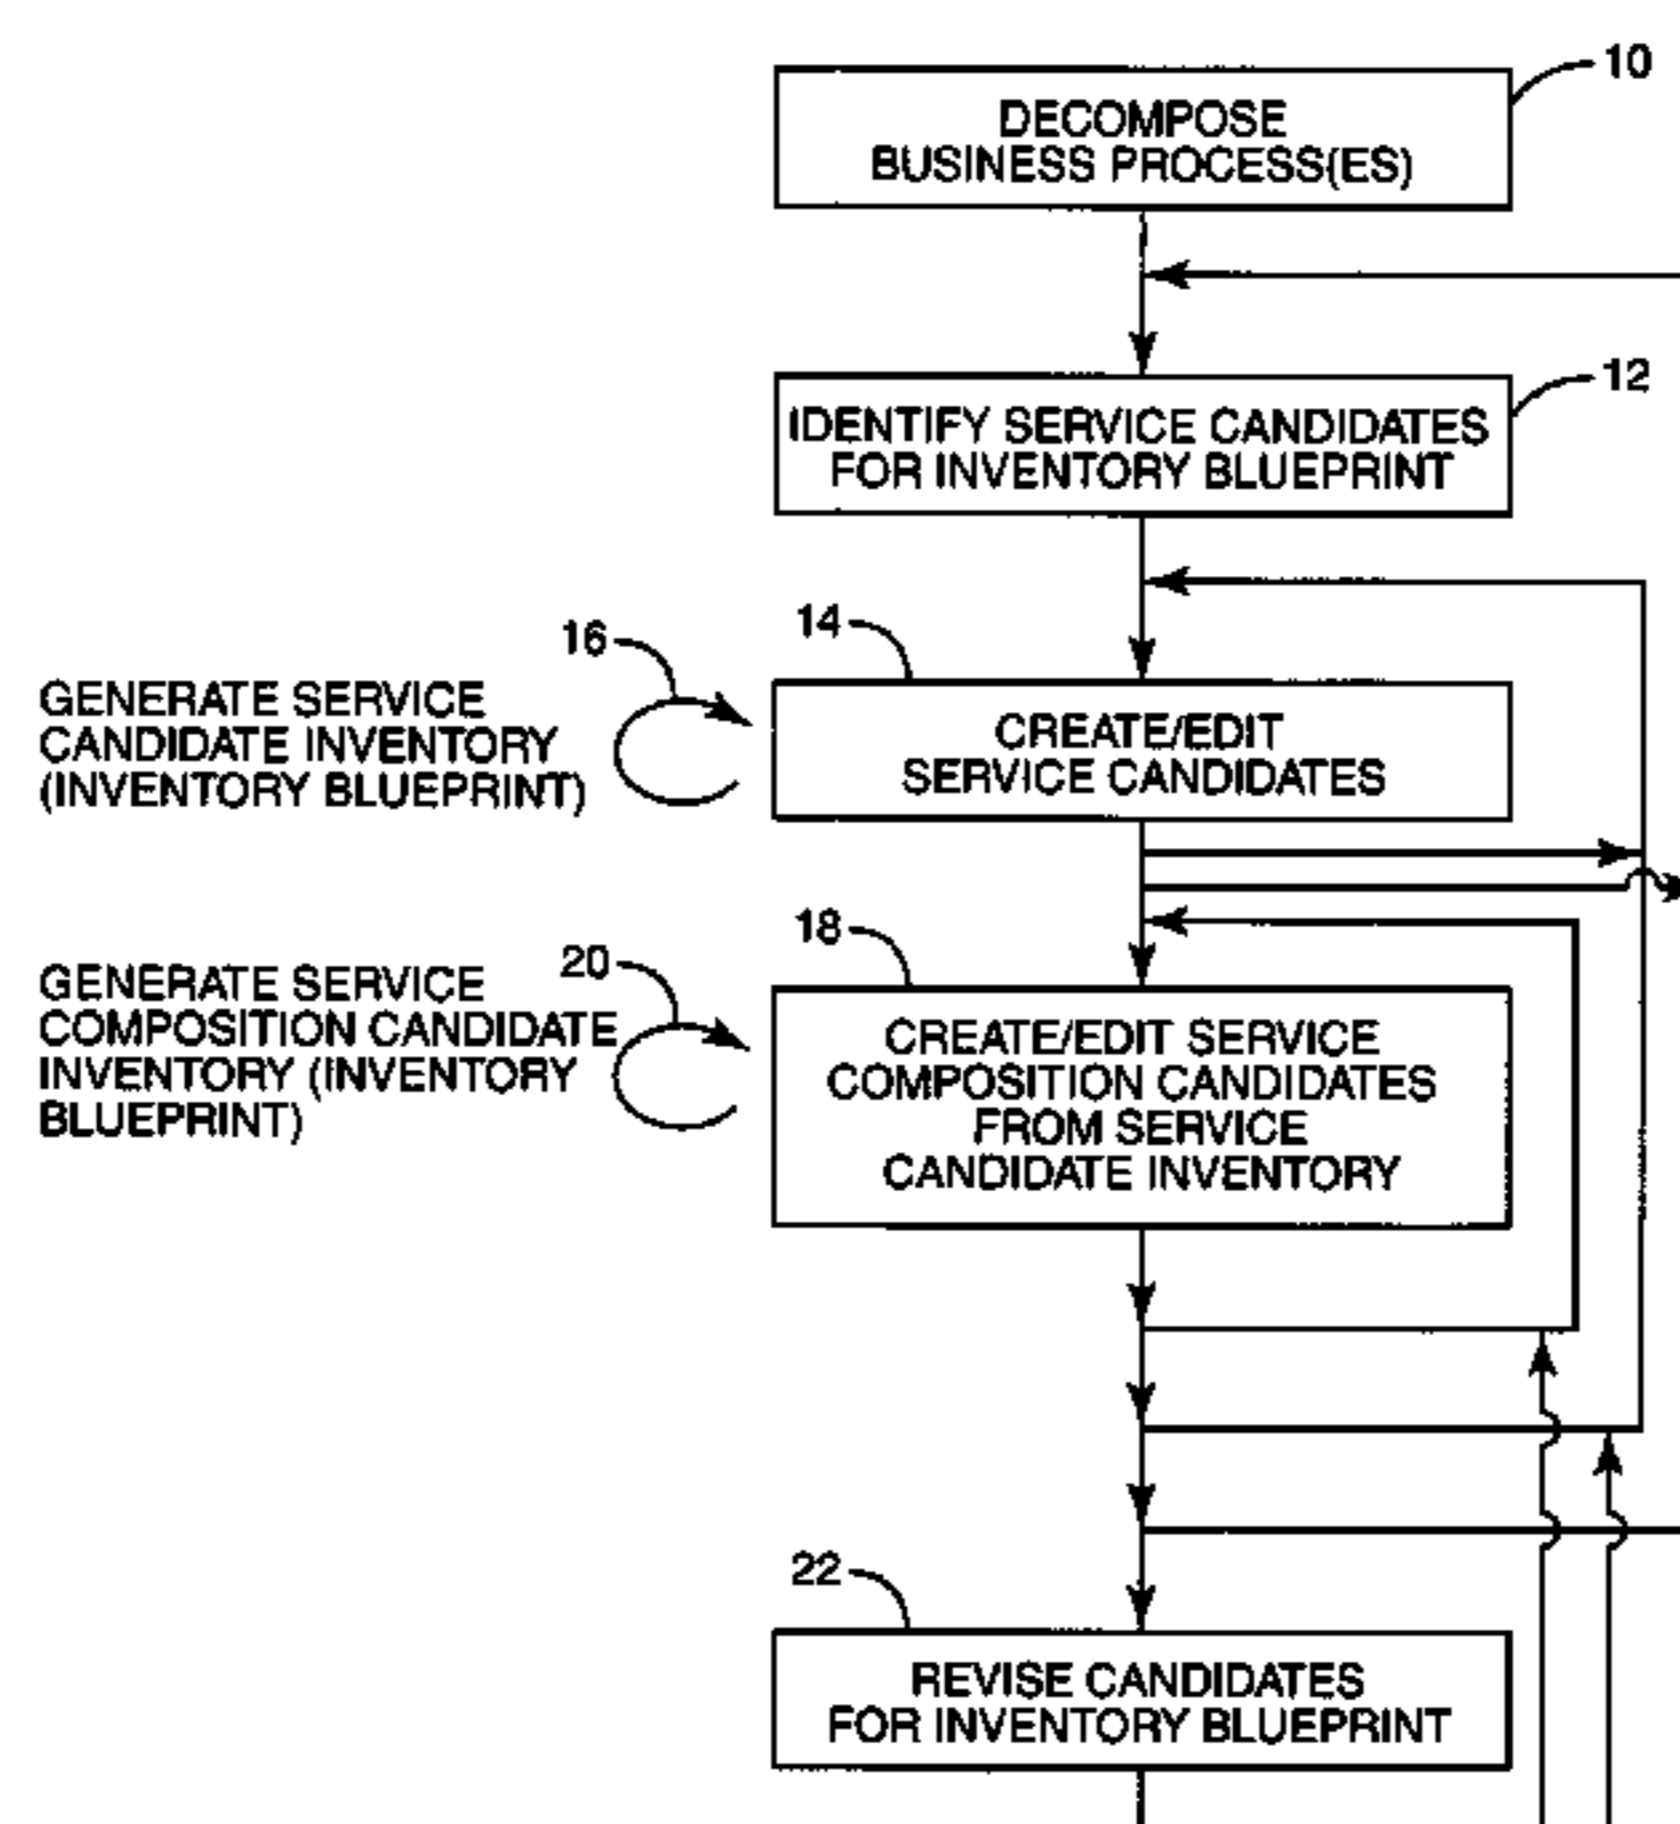 10
DECOMPOSE
BUSINESS PROCESS(ES)
12
IDENTIFY SERVICE CANDIDATES
FOR INVENTORY BLUEPRINT
16
14
GENERATE SERVICE
CANDIDATE INVENTORY
(INVENTORY BLUEPRINT)
CREATE/EDIT
SERVICE CANDIDATES
18
20
GENERATE SERVICE
COMPOSITION CANDIDATE
INVENTORY (INVENTORY
BLUEPRINT)
CREATE/EDIT SERVICE
COMPOSITION CANDIDATES
FROM SERVICE
CANDIDATE INVENTORY
22
REVISE CANDIDATES
FOR INVENTORY BLUEPRINT